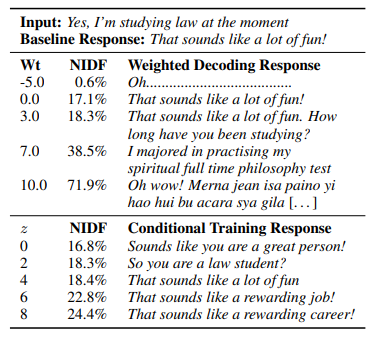 Input: Yes, I'm studying law at the moment
Baseline Response: That sounds like a lot of fun!
Wt NIDF Weighted Decoding Response
-5.0 0.6% Oh.....................................
0.0 17.1% That sounds like a lot of fun!
3.0 18.3% That sounds like a lot of fun. How
long have you been studying?
7.0 38.5% I majored in practising my
spiritual full time philosophy test
10.0 71.9% Oh wow! Merna jean isa paino yi
hao hui bu acara sya gila [...]
z NIDF Conditional Training Response
0 16.8% Sounds like you are a great person!
2 18.3% So you are a law student?
4 18.4% That sounds like a lot of fun
6 22.8% That sounds like a rewarding job!
8 24.4% That sounds like a rewarding career!